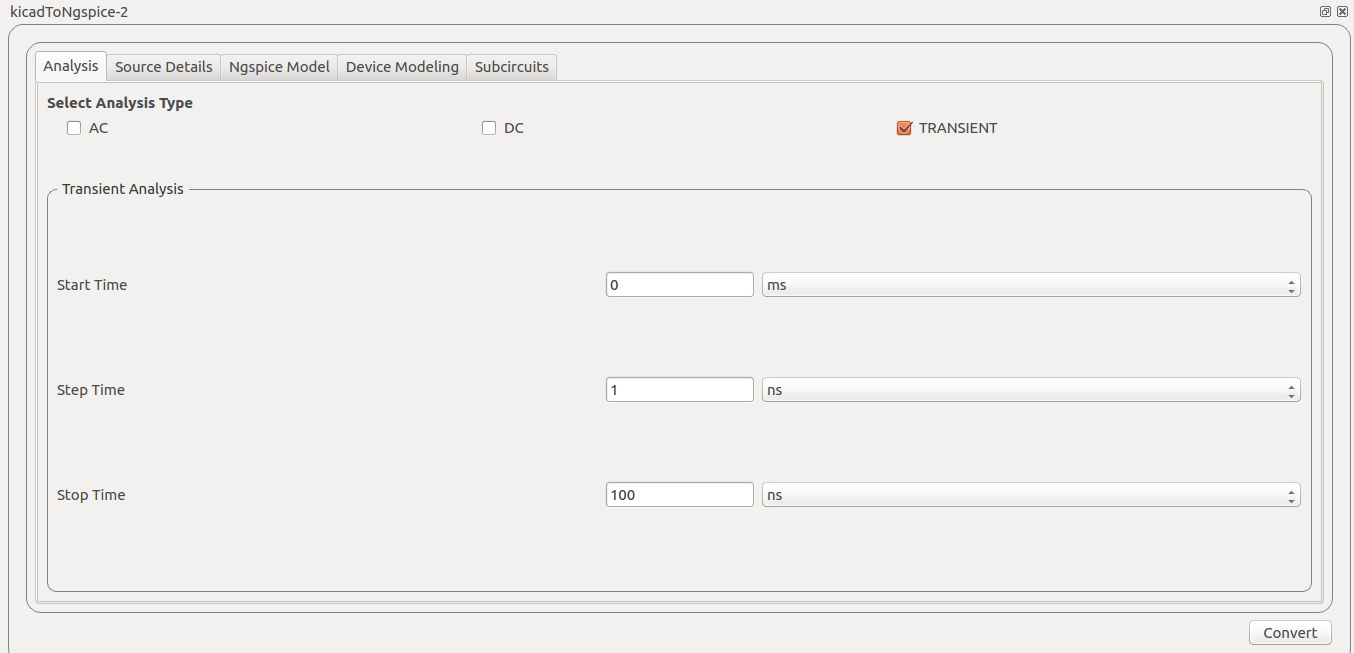 kicadToNgspice-2
Analysis Source Details Ngspice Model Device Modeling Subcircuits
Select Analysis Type
AC DC TRANSIENT
Transient Analysis
Start Time 0 ms
Step Time 1 ns
Stop Time 100 ns
Convert